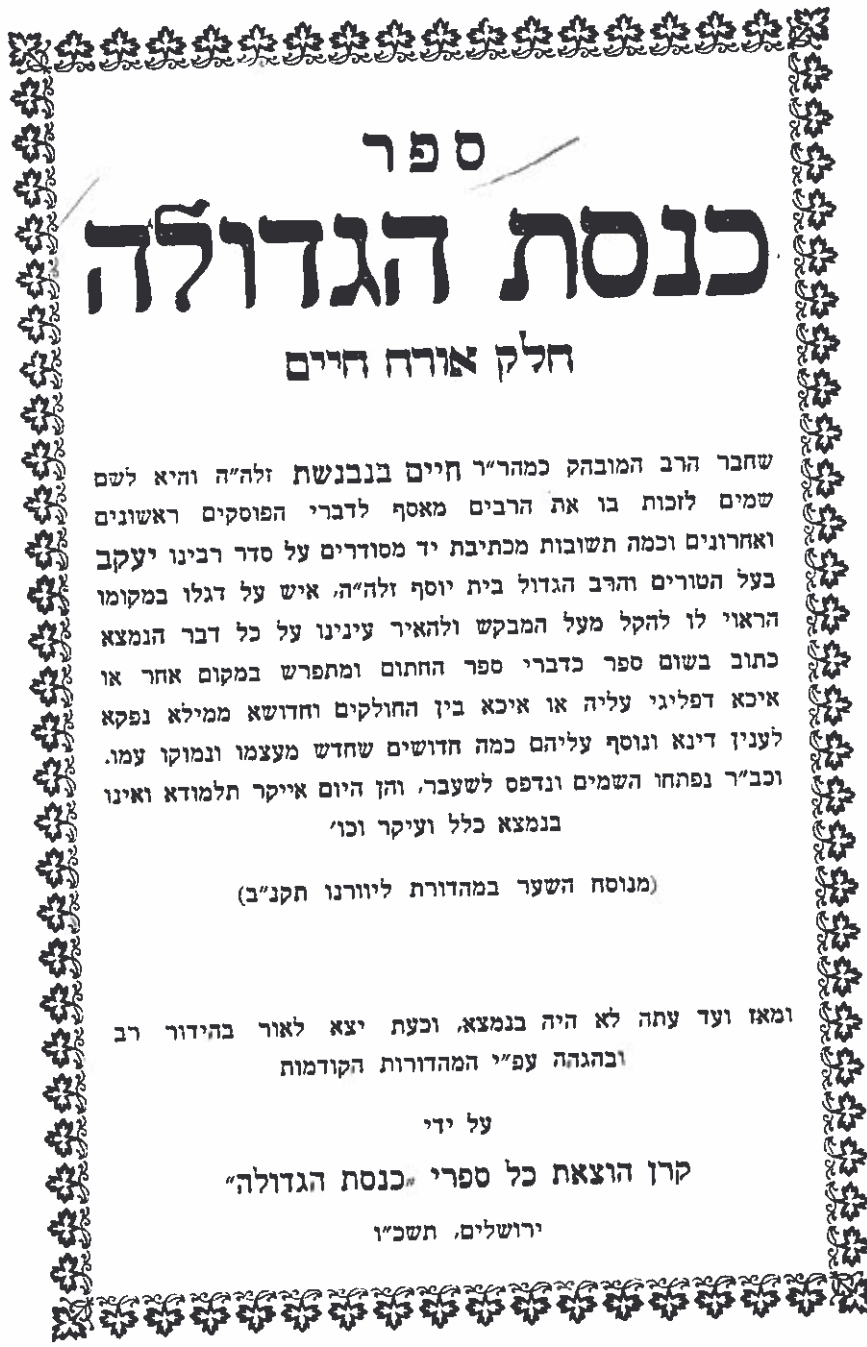 ספר
כנסת הגדולה
חלק אורח חיים
שחבר הרב המובהק כמהר״ר חיים בנבנשת זלה״ה והיא לשם
שמים לזכות בו את הרבים מאסף לדברי הפוסקים ראשונים
ואחרונים וכמה תשובות מכתיבת יד מסודרים על סדר רבינו יעקב
בעל הטורים והרב הגדול בית יוסף זלה״ה, איש על דגלו במקומו
הראוי לו להקל מעל המבקש ולהאיר עינינו על כל דבר הנמצא
כתוב בשום ספר כדברי ספר החתום ומתפרש במקום אחר או
איכא דפליגי עליה או איכא בין החולקים וחדושא ממילא נפקא
לענין דינא ונוסף עליהם כמה חדושים שחדש מעצמו ונמוקו עמו.
וכב״ר נפתחו השמים ונדפס לשעבר, והן היום אייקר תלמודא ואינו
בנמצא כלל ועיקר וכו׳
(מנוסח השער במהדורת ליוורנו תקנ״ב)
ומאז ועד עתה לא היה בנמצא, וכעת יצא לאור בהידור רב
ובהגהה עפ״י המהדורות הקודמות
על ידי
קרן הוצאת כל ספרי „כנסת הגדולה״
ירושלים, תשכ״ו